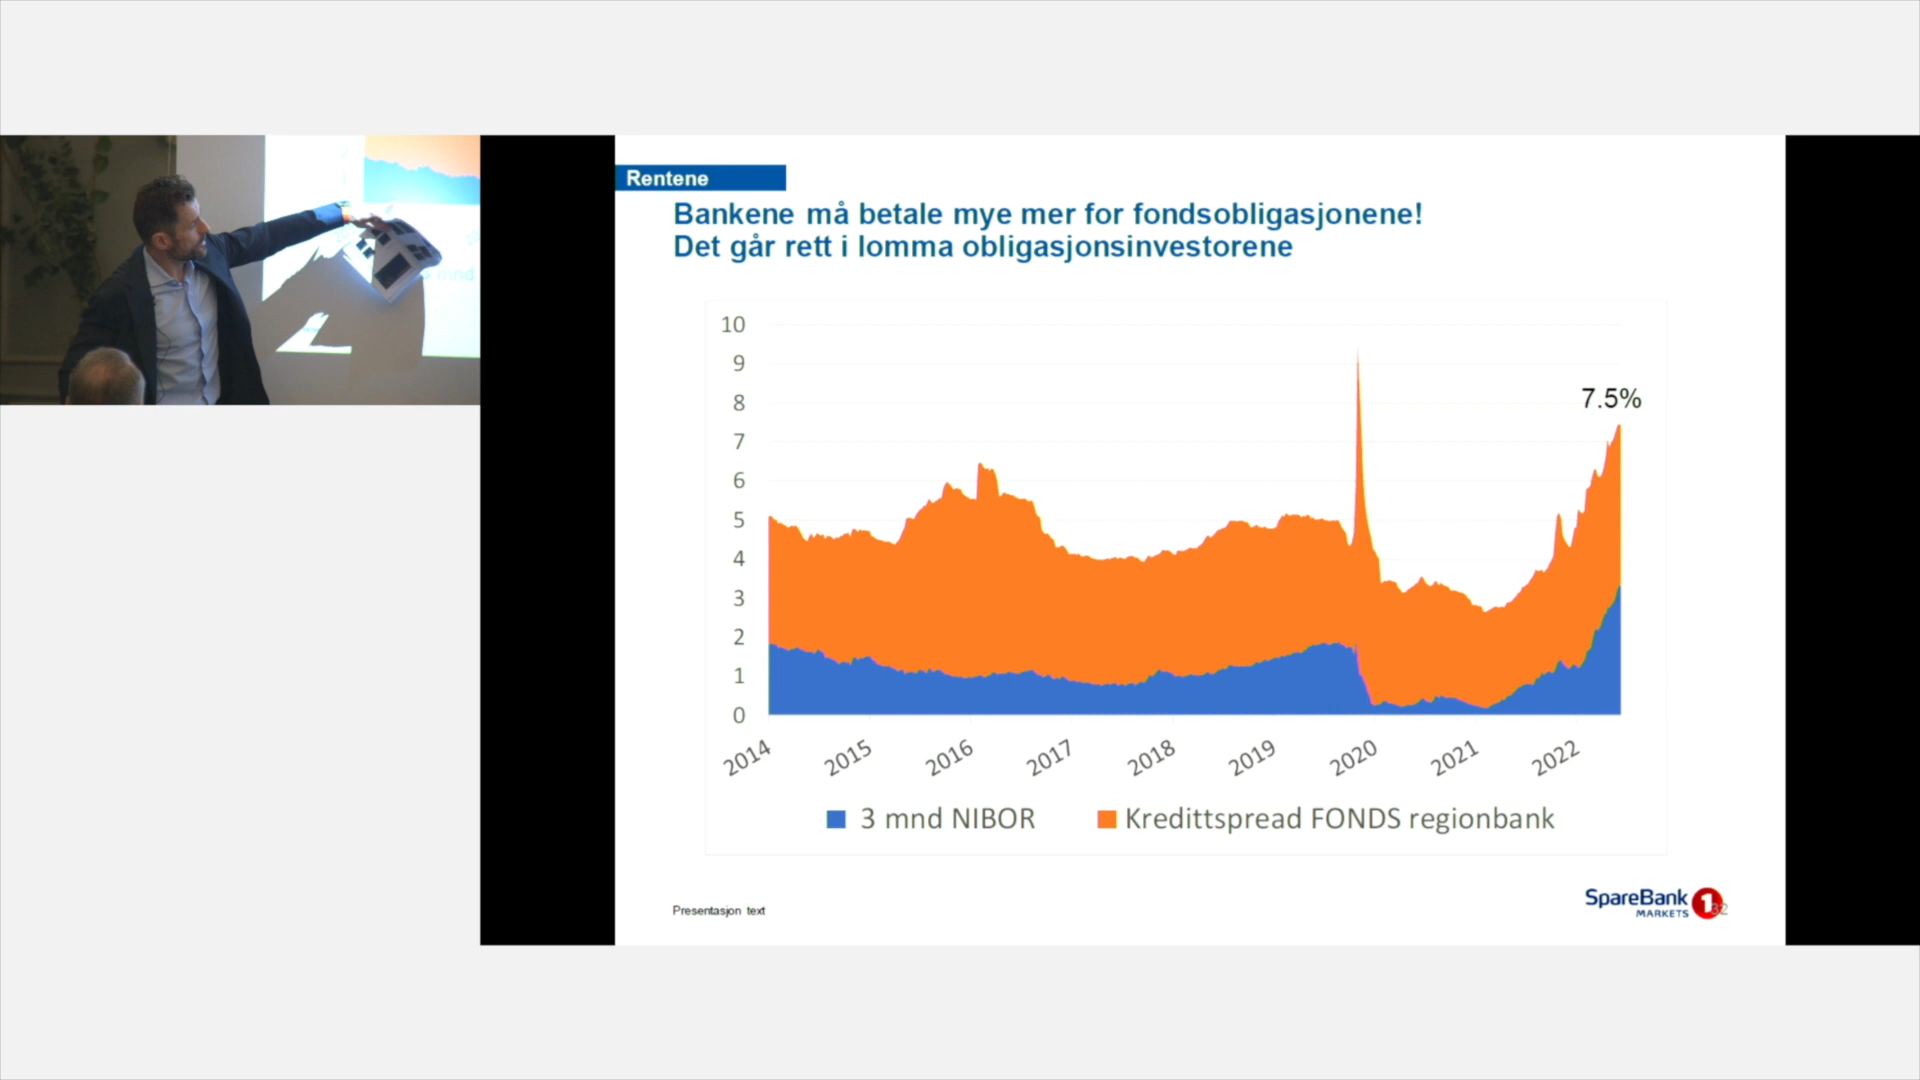 Rentene
Bankene må betale mye mer for fondsobligasjonene!
Det går rett i lomma obligasjonsinvestorene
10
9
8
7
6
5
4
3
2
1
0
7.5%
2014
2015
2016
2017
2018
2019
2020
2021
2022
3 mnd NIBOR
Kredittspread FONDS regionbank
Presentasjon text
SpareBank 1
MARKETS
32
mnd